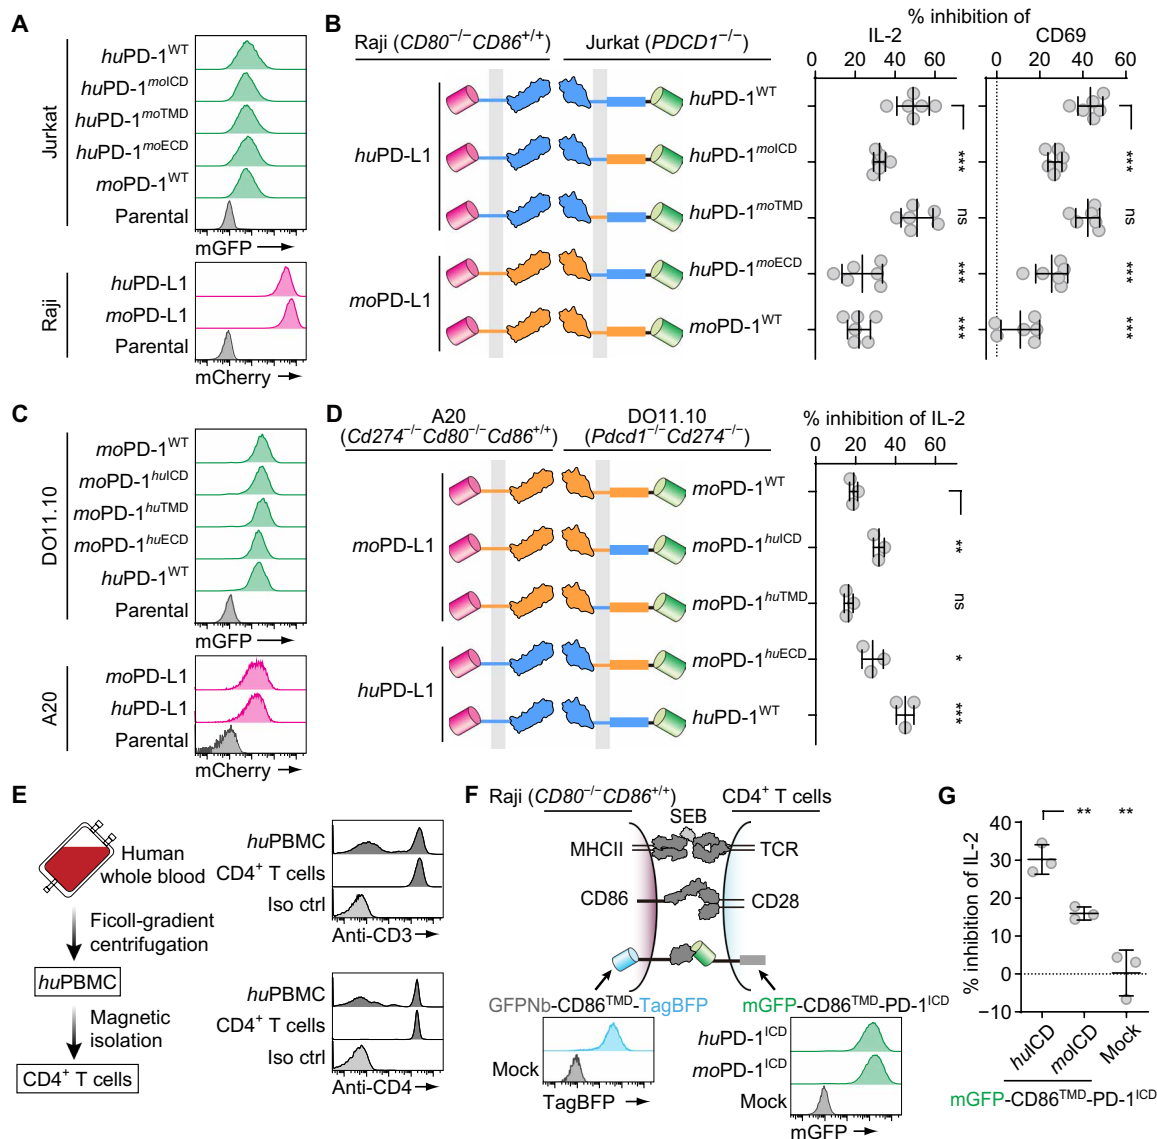 A
Jurkat
huPD-1WT
huPD-1moICD
huPD-1moTMD
huPD-1moECD
moPD-1WT
Parental
mGFP
Raji
huPD-L1
moPD-L1
Parental
mCherry
B
Raji (CD80−/−CD86+/+)
Jurkat (PDCD1−/−)
% inhibition of
IL-2
CD69
0 20 40 60
0 20 40 60
huPD-L1
moPD-L1
huPD-1WT
huPD-1moICD
huPD-1moTMD
huPD-1moECD
moPD-1WT
***
ns
***
***
***
ns
***
***
C
DO11.10
moPD-1WT
moPD-1huICD
moPD-1huTMD
moPD-1huECD
huPD-1WT
Parental
mGFP
A20
moPD-L1
huPD-L1
Parental
mCherry
D
A20
(Cd274−/−Cd80−/−Cd86+/+)
DO11.10
(Pdcd1−/−Cd274−/−)
% inhibition of IL-2
0 20 40 60
moPD-L1
huPD-L1
moPD-1WT
moPD-1huICD
moPD-1huTMD
moPD-1huECD
huPD-1WT
**
ns
*
***
E
Human
whole blood
Ficoll-gradient
centrifugation
huPBMC
Magnetic
isolation
CD4+ T cells
huPBMC
CD4+ T cells
Iso ctrl
Anti-CD3
huPBMC
CD4+ T cells
Iso ctrl
Anti-CD4
F
Raji (CD80−/−CD86+/+)
CD4+ T cells
SEB
MHCII
TCR
CD86
CD28
GFPNb-CD86TMD-TagBFP
mGFP-CD86TMD-PD-1ICD
Mock
TagBFP
huPD-1ICD
moPD-1ICD
Mock
mGFP
G
% inhibition of IL-2
** **
40
30
20
10
0
−10
huICD
moICD
Mock
mGFP-CD86TMD-PD-1ICD